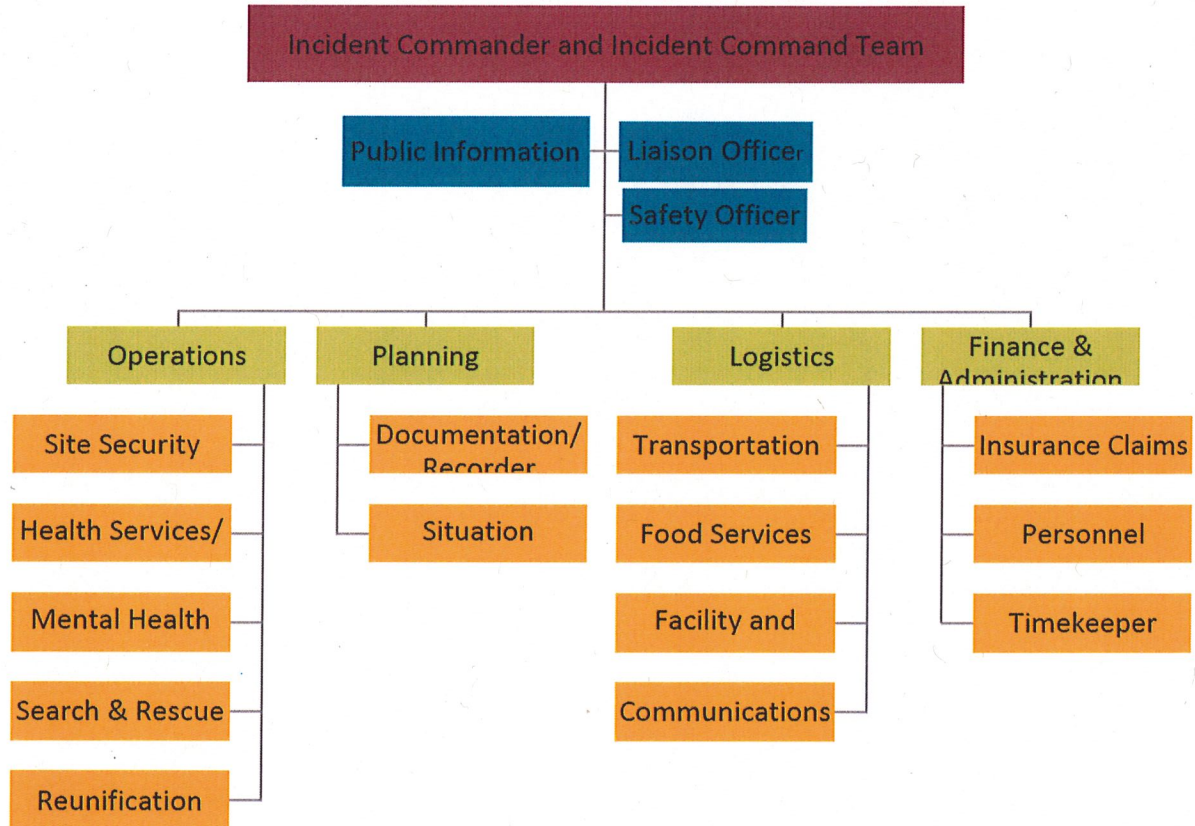 Incident Commander and Incident Command Team
Public Information
Liaison Officer
Safety Officer
Operations
Planning
Logistics
Finance &
Administration
Site Security
Health Services/
Mental Health
Search & Rescue
Reunification
Documentation/
Recorder
Situation
Transportation
Food Services
Facility and
Communications
Insurance Claims
Personnel
Timekeeper